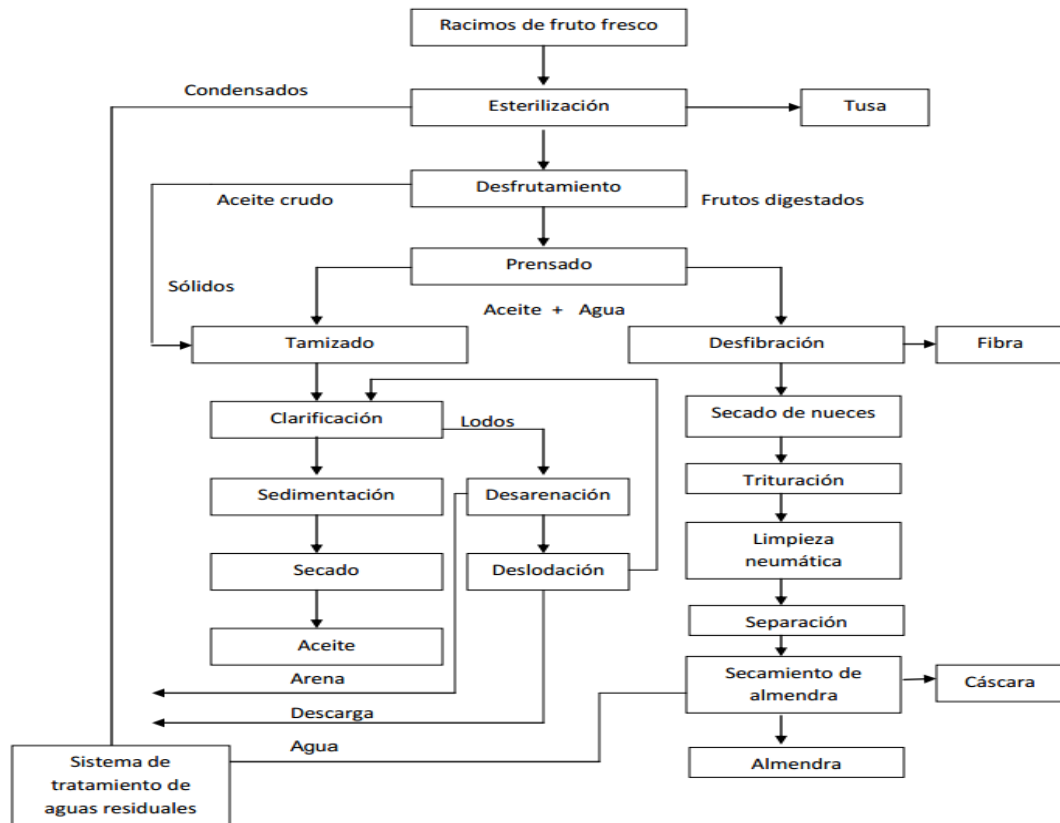 Racimos de fruto fresco
Condensados
Esterilización
Tusa
Desfrutamiento
Aceite crudo
Frutos digestados
Prensado
Sólidos
Aceite + Agua
Tamizado
Desfibración
Fibra
Clarificación
Lodos
Secado de nueces
Sedimentación
Desarenación
Trituración
Limpieza
neumática
Secado
Deslodación
Separación
Aceite
Arena
Secamiento de
almendra
Cáscara
Descarga
Agua
Almendra
Sistema de
tratamiento de
aguas residuales